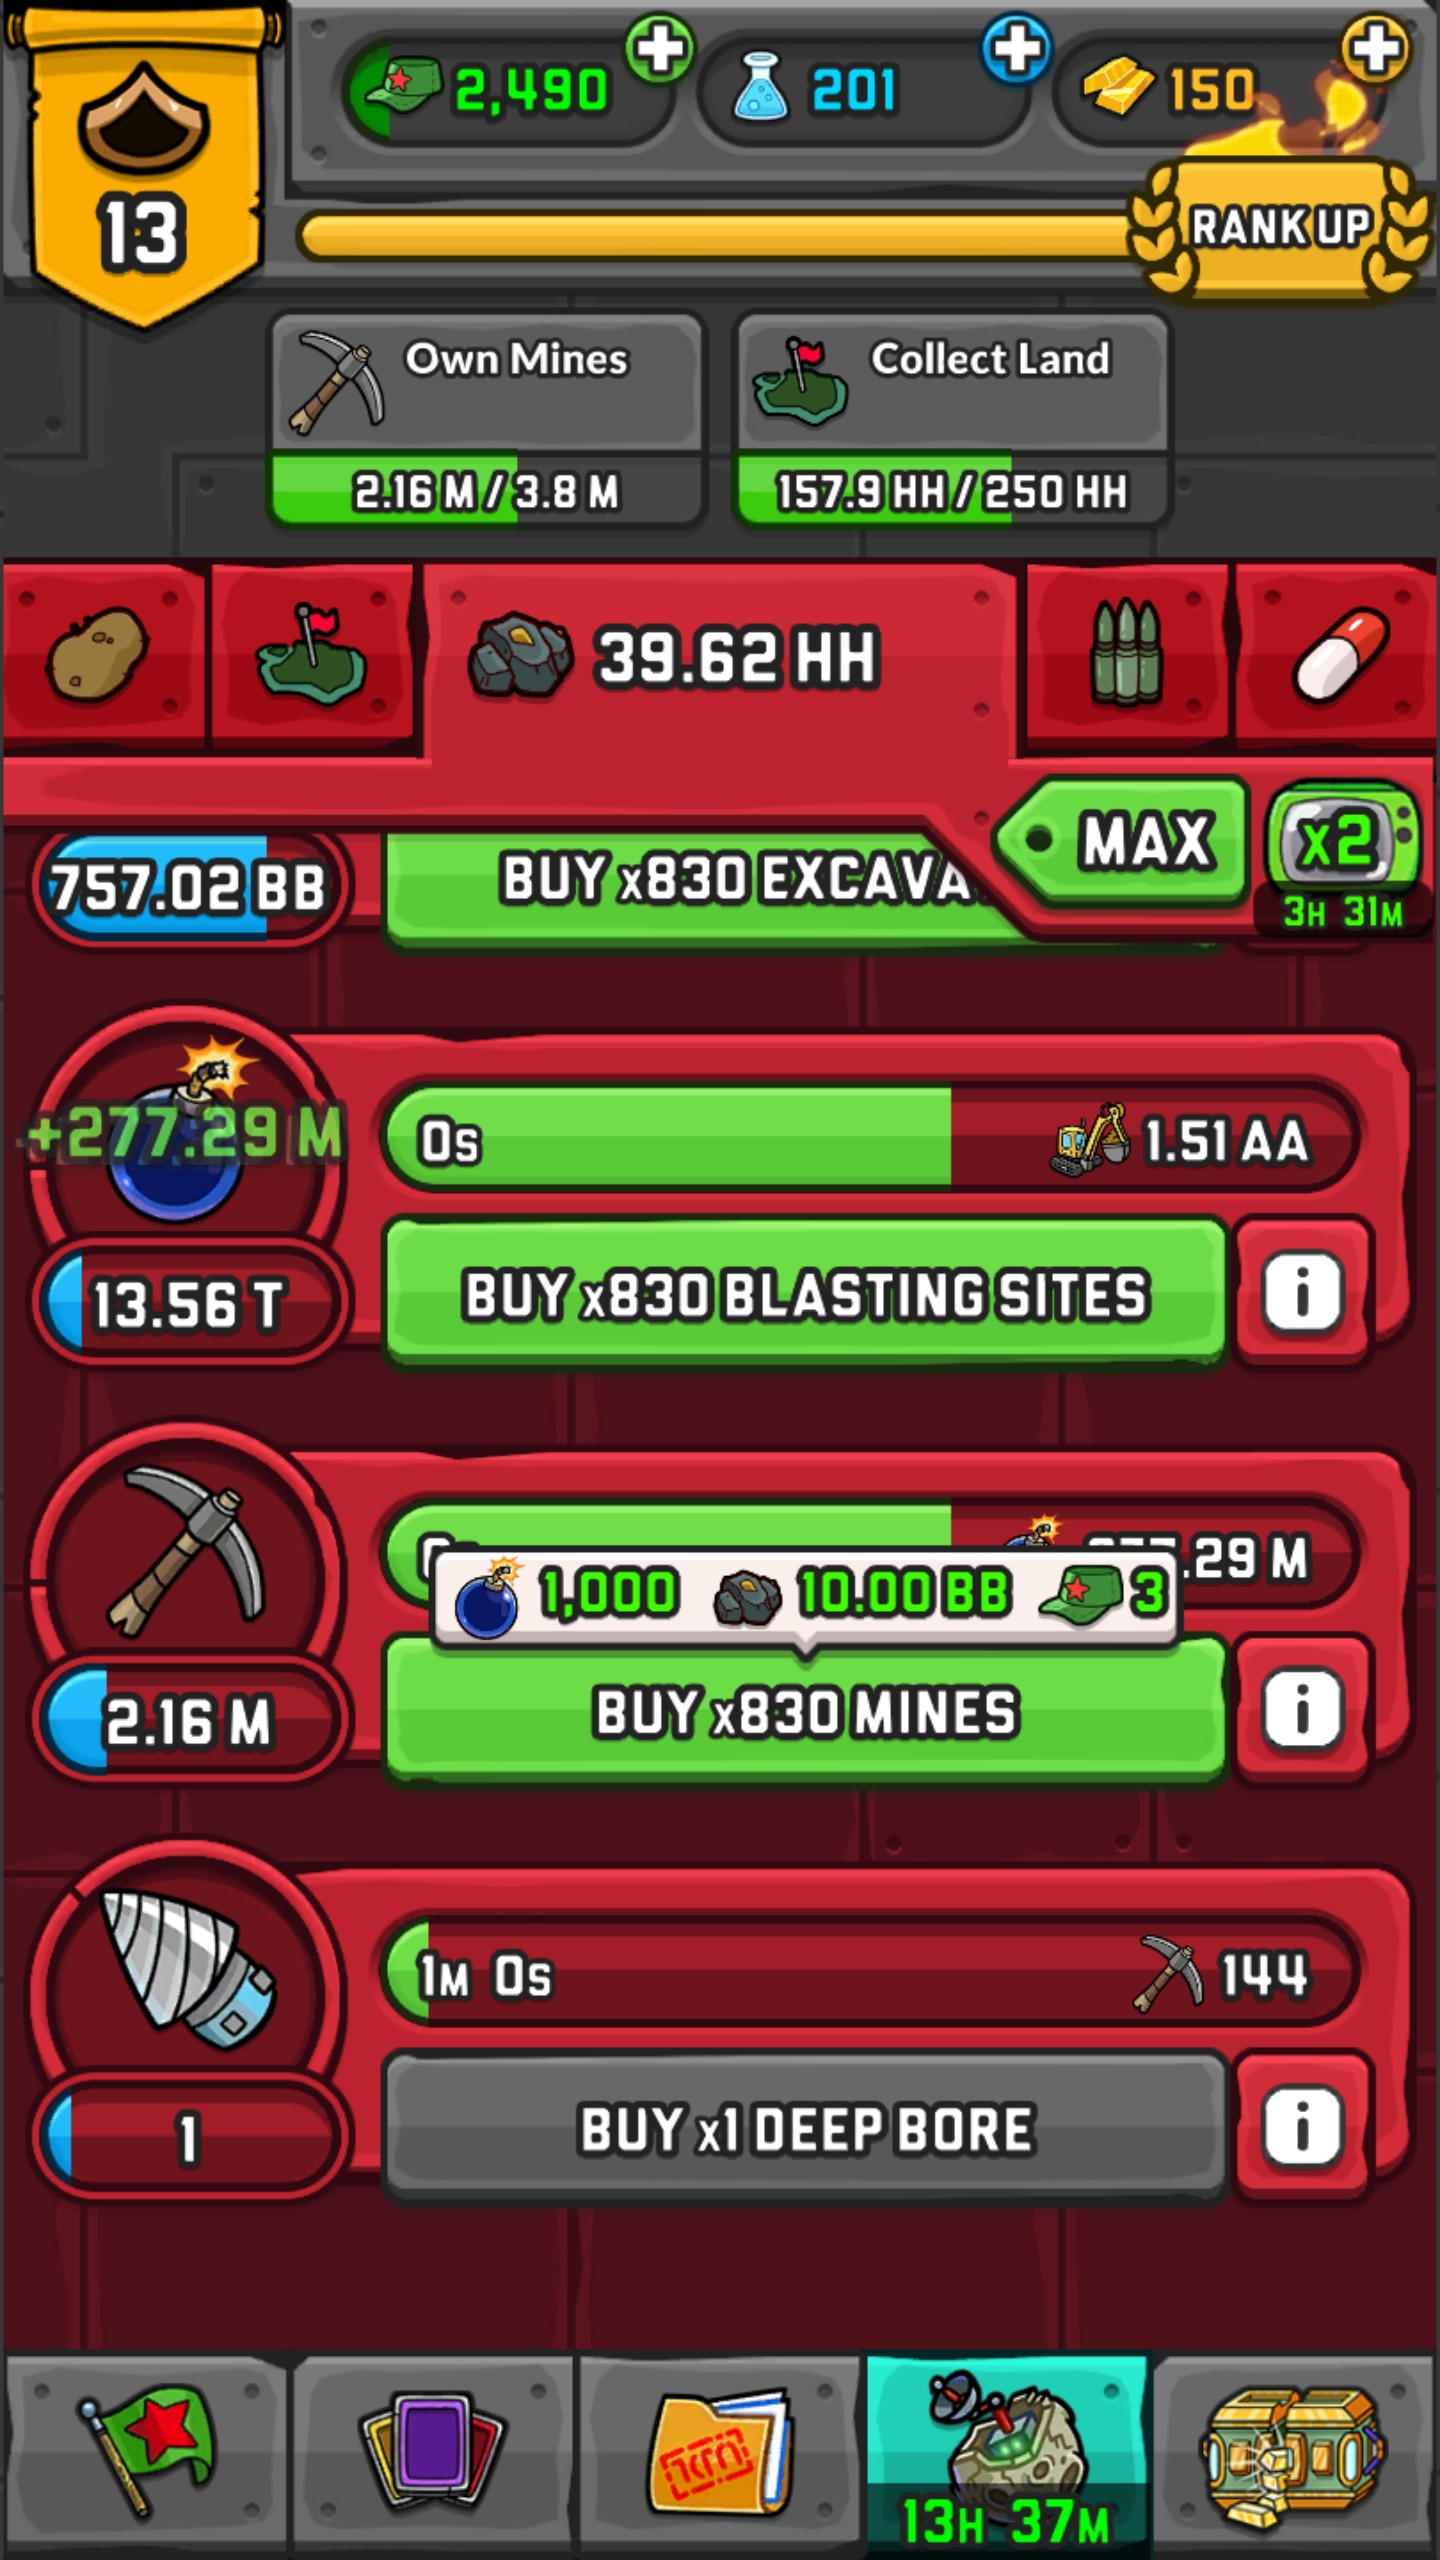 2,490
201
150
13
RANK UP
Own Mines
Collect Land
2.16 M / 3.8 M
157.9 HH / 250 HH
39.62 HH
MAX
x2
3H 31M
757.02 BB
BUY x830
+277.29 M
0s
1.51 AA
13.56 T
BUY x830 BLASTING SITES
i
.29 M
1,000
10.00 BB
3
2.16 M
BUY x830 MINES
i
1M 0s
144
1
BUY x1 DEEP BORE
i
13H 37M